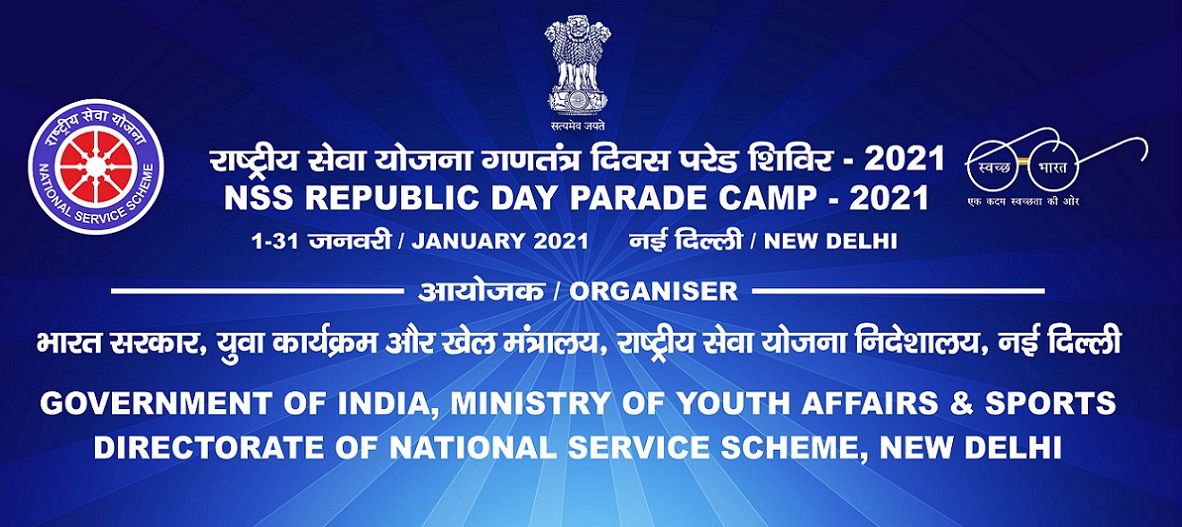 सत्यमेव जयते
राष्ट्रीय सेवा योजना
NATIONAL SERVICE SCHEME
राष्ट्रीय सेवा योजना गणतंत्र दिवस परेड शिविर - 2021
NSS REPUBLIC DAY PARADE CAMP - 2021
स्वच्छ भारत
एक कदम स्वच्छता की ओर
1-31 जनवरी / JANUARY 2021 नई दिल्ली / NEW DELHI
आयोजक / ORGANISER
भारत सरकार, युवा कार्यक्रम और खेल मंत्रालय, राष्ट्रीय सेवा योजना निदेशालय, नई दिल्ली
GOVERNMENT OF INDIA, MINISTRY OF YOUTH AFFAIRS & SPORTS
DIRECTORATE OF NATIONAL SERVICE SCHEME, NEW DELHI